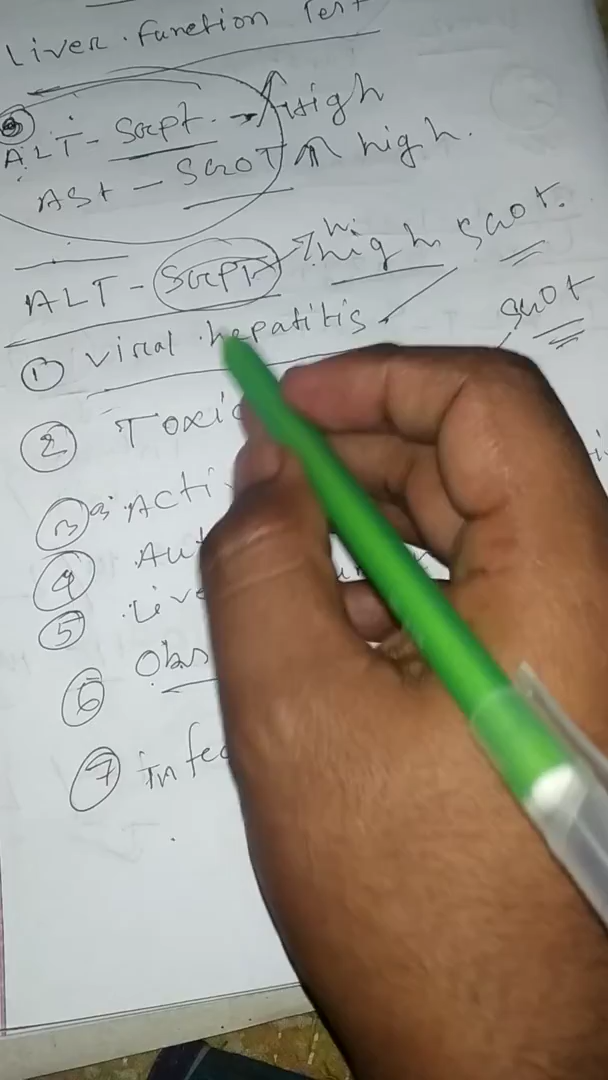 Liver Function Test
ALT - SGPT → ↑ High
AST - SGOT ↑ high.
ALT - SGPT → high SGOT.
① Viral hepatitis. SGOT
② Toxic
③ Acti
④ Aut
⑤ Live
⑥ Obs
⑦ infec